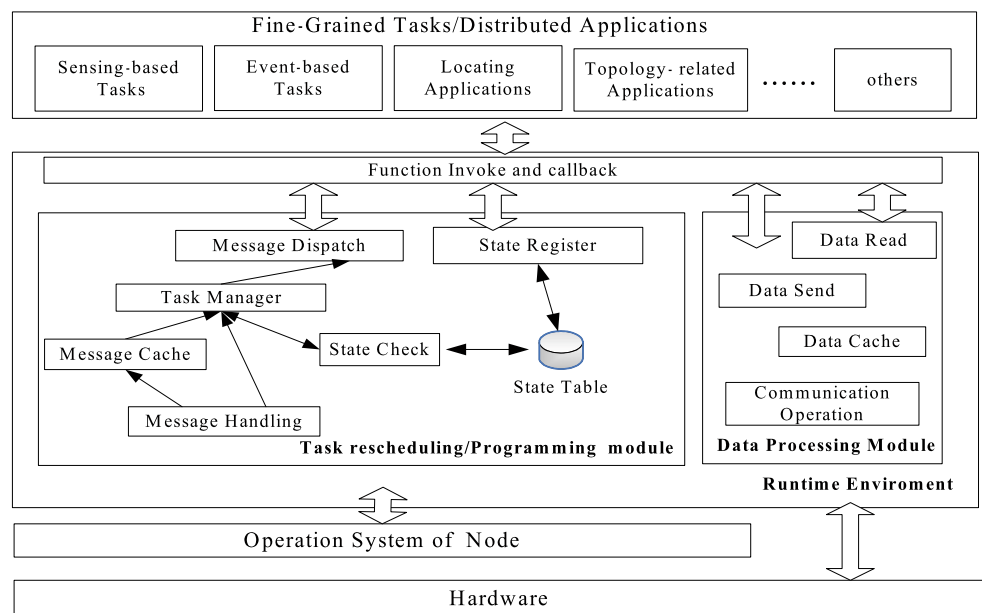 Fine-Grained Tasks/Distributed Applications
Sensing-based
Tasks
Event-based
Tasks
Locating
Applications
Topology- related
Applications
......
others
Function Invoke and callback
Message Dispatch
State Register
Data Read
Task Manager
Data Send
Message Cache
State Check
Data Cache
State Table
Message Handling
Communication
Operation
Task rescheduling/Programming module
Data Processing Module
Runtime Enviroment
Operation System of Node
Hardware